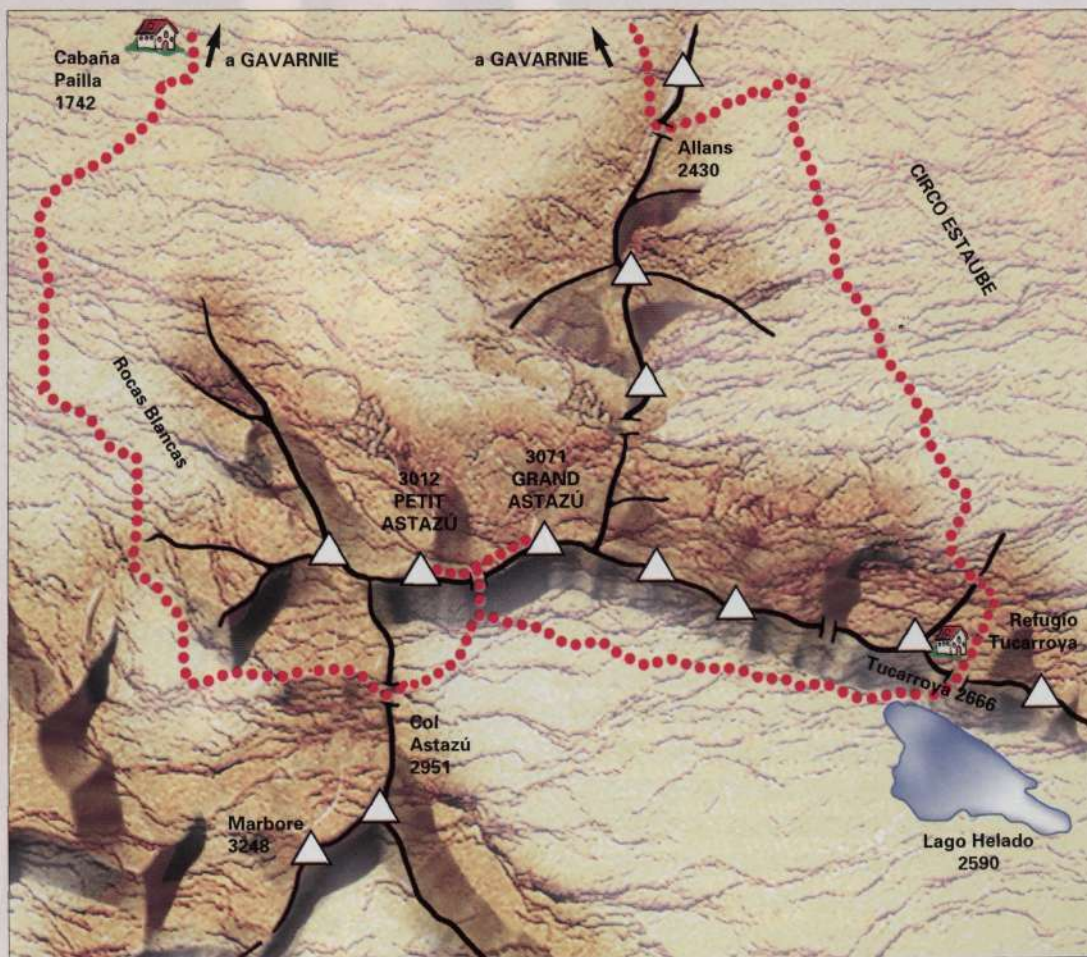 Cabaña
Pailla
1742
a GAVARNIE
a GAVARNIE
Allans
2430
CIRCO ESTAUBE
Rocas Blancas
3012
PETIT
ASTAZÚ
3071
GRAND
ASTAZÚ
Refugio
Tucarroya
Tucarroya 2666
Col
Astazú
2951
Marbore
3248
Lago Helado
2590